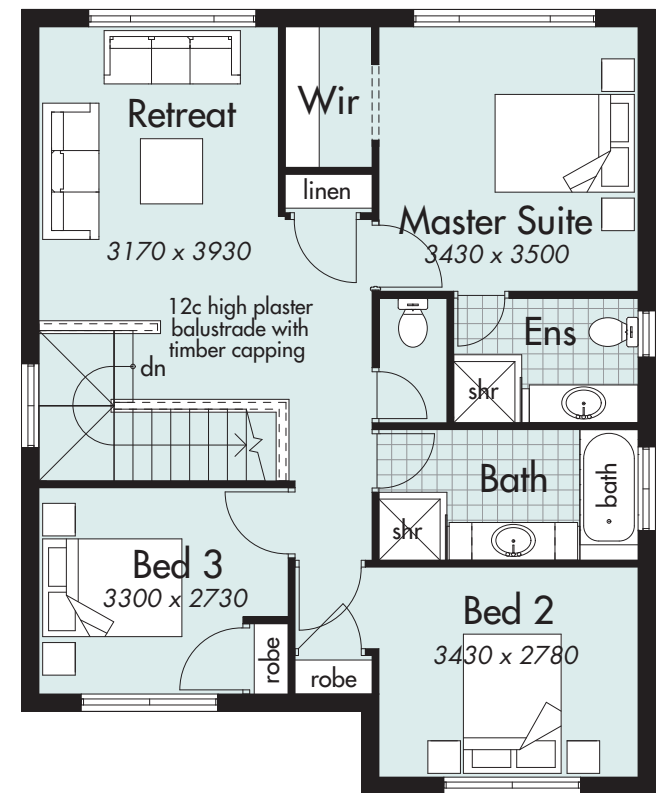 Retreat
3170 x 3930
Wir
linen
Master Suite
3430 x 3500
12c high plaster
balustrade with
timber capping
dn
Ens
shr
Bath
bath
shr
Bed 3
3300 x 2730
robe
robe
Bed 2
3430 x 2780